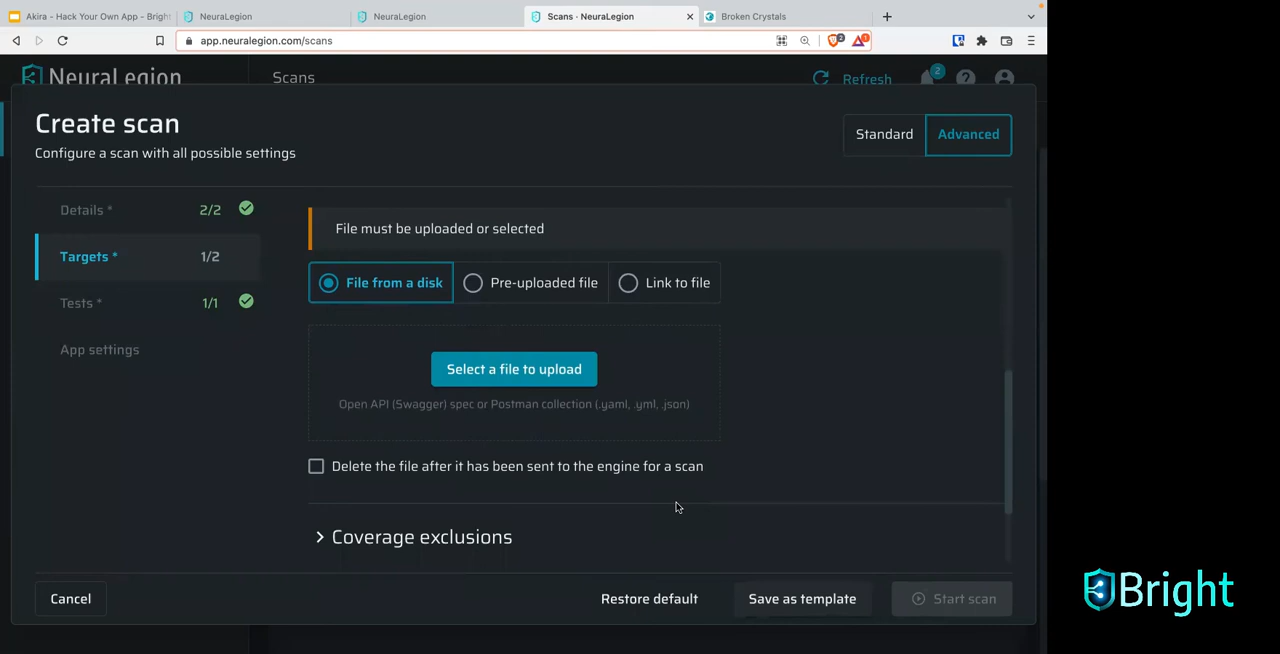 Akira - Hack Your Own App - Brigh
NeuraLegion
NeuraLegion
Scans · NeuraLegion
Broken Crystals
app.neuralegion.com/scans
2
1
NeuraLegion
Scans
Refresh
2
Create scan
Configure a scan with all possible settings
Standard
Advanced
Details * 2/2
Targets * 1/2
Tests * 1/1
App settings
File must be uploaded or selected
File from a disk
Pre-uploaded file
Link to file
Select a file to upload
Open API (Swagger) spec or Postman collection (.yaml, .yml, .json)
Delete the file after it has been sent to the engine for a scan
Coverage exclusions
Cancel
Restore default
Save as template
Start scan
Bright